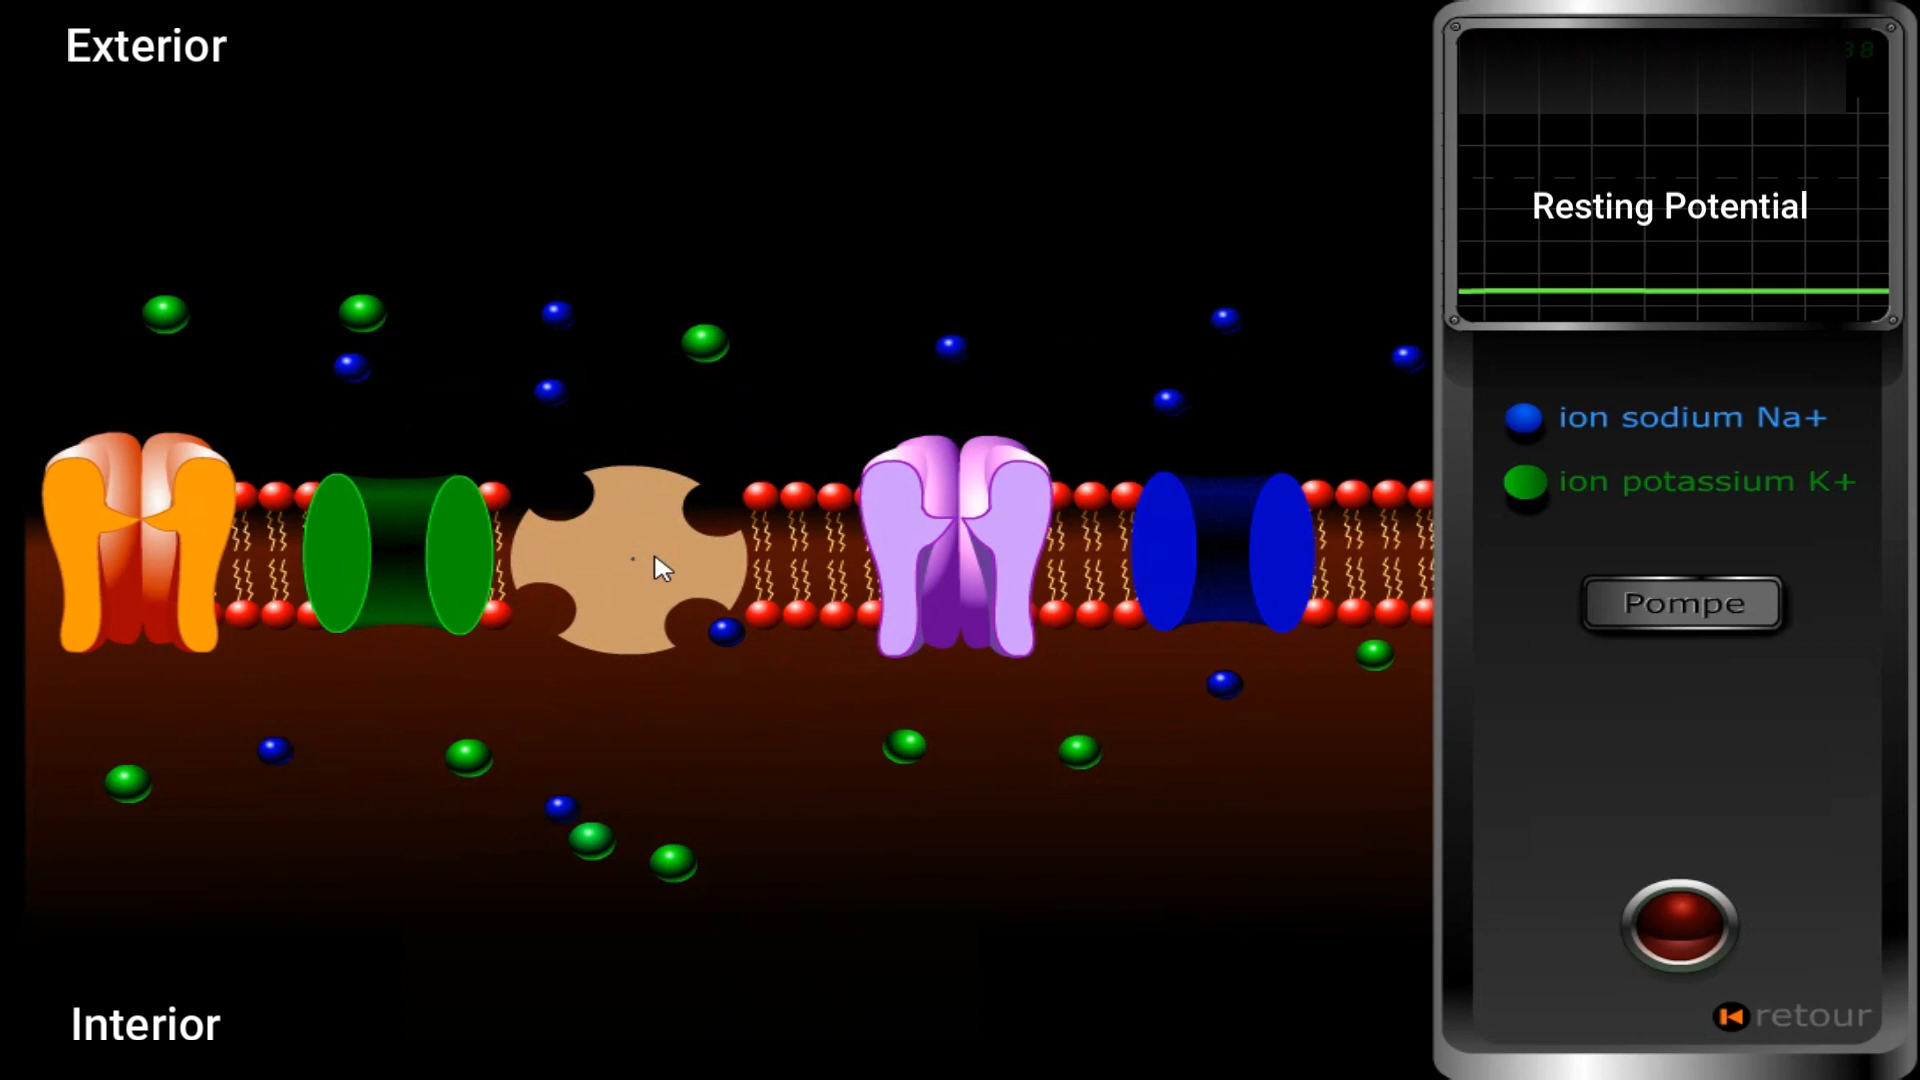 Exterior
Resting Potential
ion sodium Na+
ion potassium K+
Pompe
retour
Interior